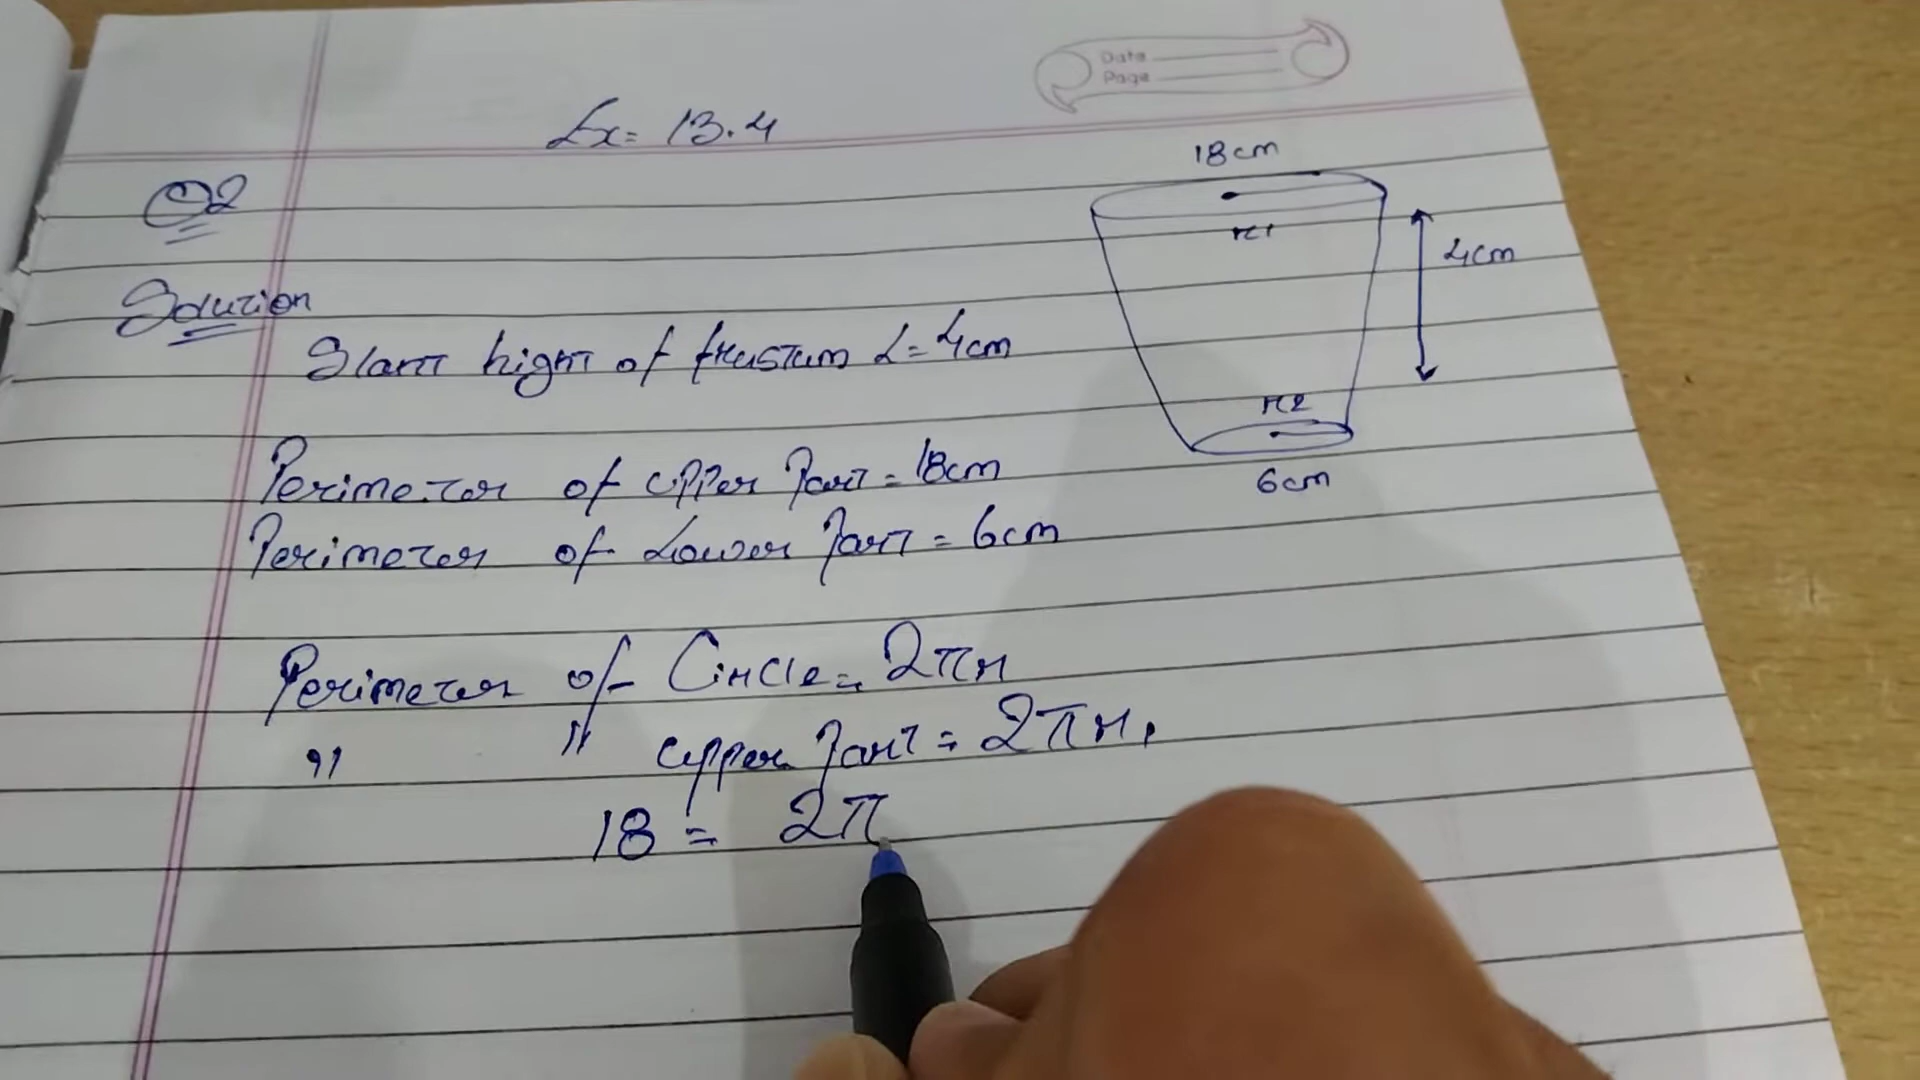 Date
Page
Ex= 13.4
Q2
18cm
r1
4cm
Solution
Slant hight of frustum L=4cm
r2
6cm
Perimeter of upper Part = 18cm
Perimeter of Lower Part = 6cm
Perimeter of Circle = 2πr
" " upper Part = 2πr1
18 = 2π